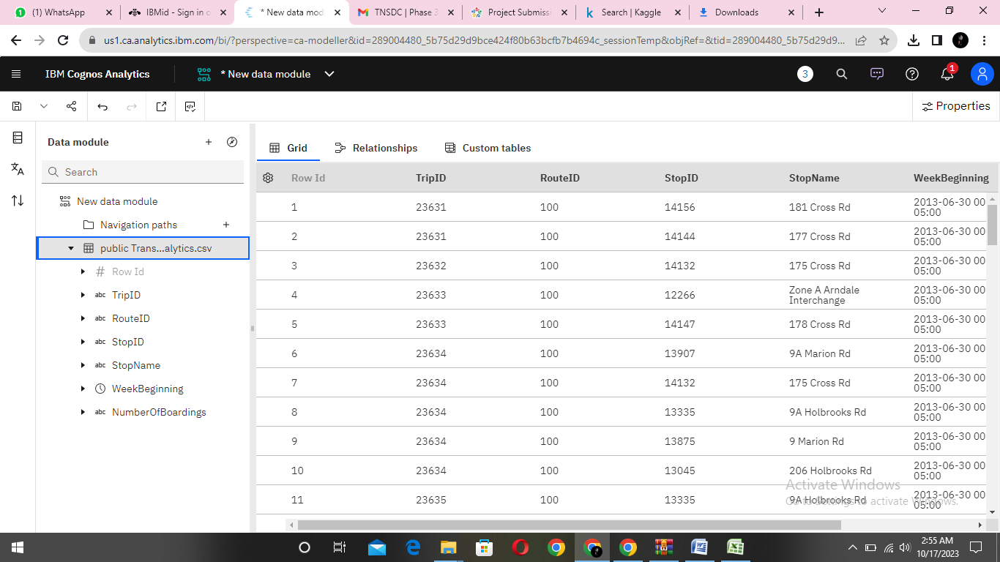 (1) WhatsApp
IBMid - Sign in o
* New data mod
TNSDC | Phase 3
Project Submissi
Search | Kaggle
Downloads
us1.ca.analytics.ibm.com/bi/?perspective=ca-modeller&id=289004480_5b75d29d9bce424f80b63bcfb7b4694c_sessionTemp&objRef=&tid=289004480_5b75d29d9...
IBM Cognos Analytics
* New data module
3
1
Properties
Data module
Search
New data module
Navigation paths
public Trans...alytics.csv
# Row Id
abc TripID
abc RouteID
abc StopID
abc StopName
WeekBeginning
abc NumberOfBoardings
Grid Relationships Custom tables
Row Id TripID RouteID StopID StopName WeekBeginning
1 23631 100 14156 181 Cross Rd 2013-06-30 00
05:00
2 23631 100 14144 177 Cross Rd 2013-06-30 00
05:00
3 23632 100 14132 175 Cross Rd 2013-06-30 00
05:00
4 23633 100 12266 Zone A Arndale 2013-06-30 00
Interchange 05:00
5 23633 100 14147 178 Cross Rd 2013-06-30 00
05:00
6 23634 100 13907 9A Marion Rd 2013-06-30 00
05:00
7 23634 100 14132 175 Cross Rd 2013-06-30 00
05:00
8 23634 100 13335 9A Holbrooks Rd 2013-06-30 00
05:00
9 23634 100 13875 9 Marion Rd 2013-06-30 00
05:00
10 23634 100 13045 206 Holbrooks Rd 2013-06-30 00
05:00
11 23635 100 13335 9A Holbrooks Rd 2013-06-30 00
05:00
Activate Windows
Go to Settings to activate Windows.
2:55 AM
10/17/2023